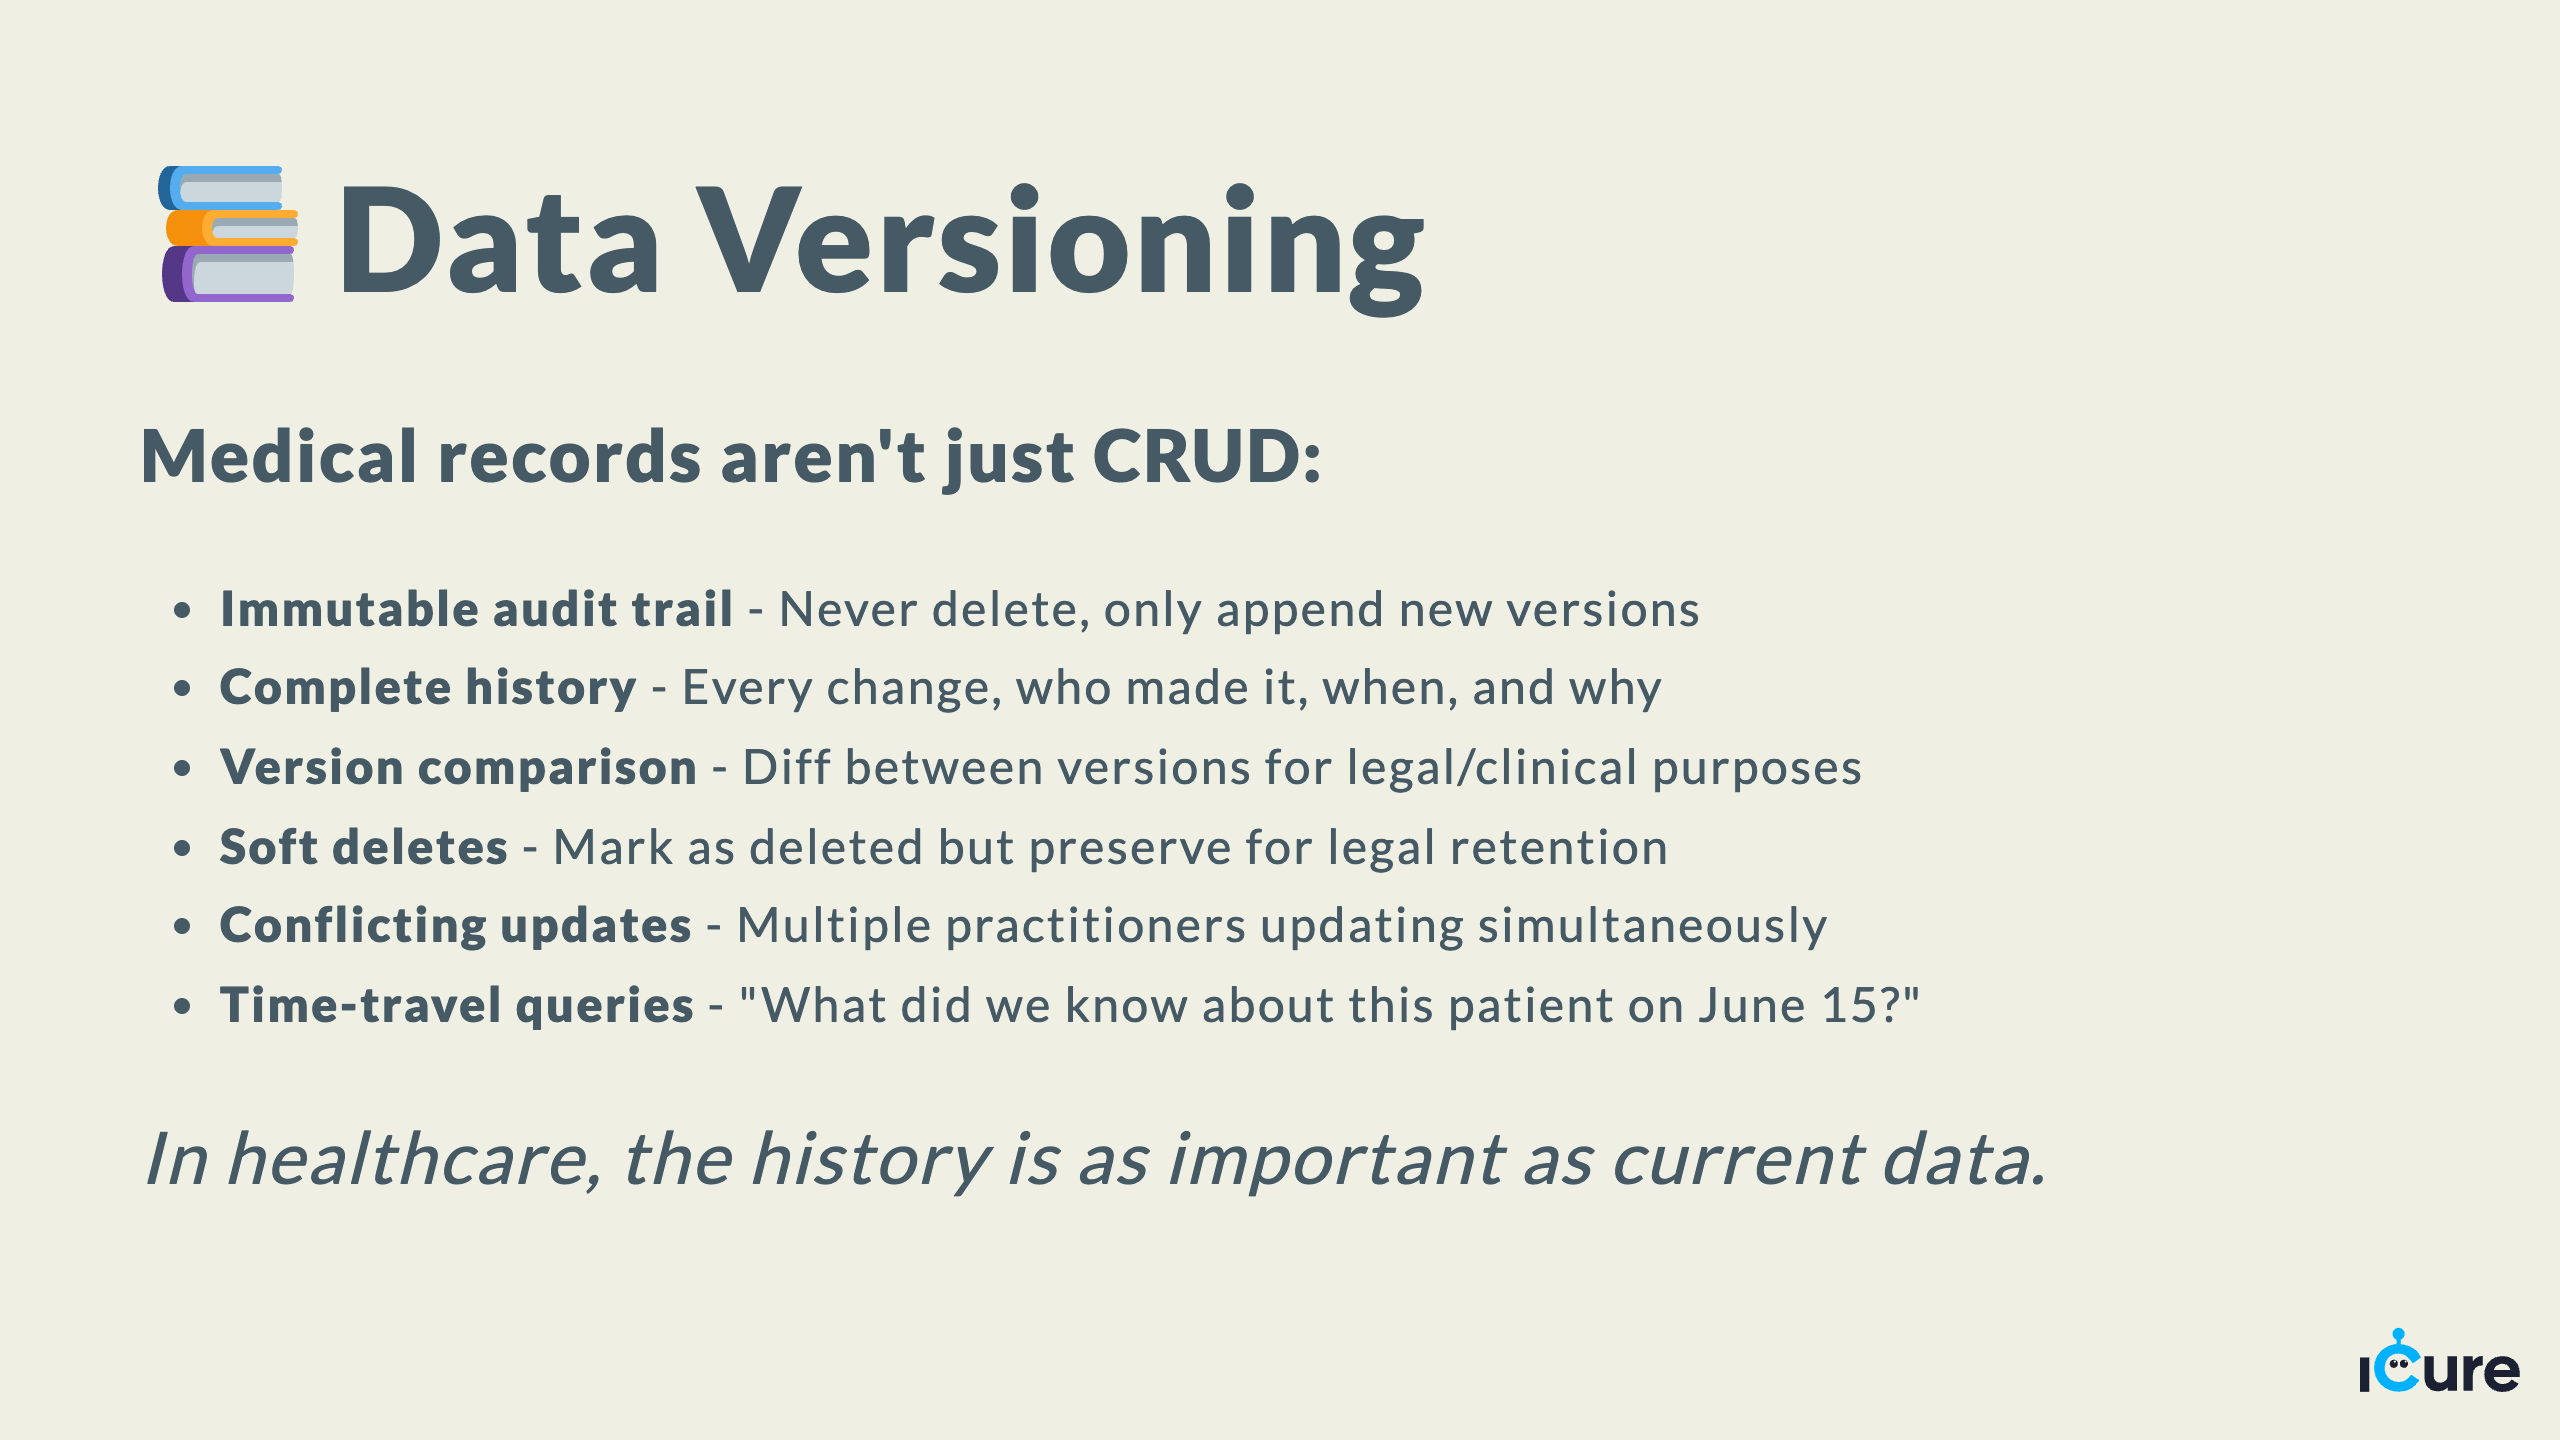 Data Versioning
Medical records aren't just CRUD:
• Immutable audit trail - Never delete, only append new versions
• Complete history - Every change, who made it, when, and why
• Version comparison - Diff between versions for legal/clinical purposes
• Soft deletes - Mark as deleted but preserve for legal retention
• Conflicting updates - Multiple practitioners updating simultaneously
• Time-travel queries - "What did we know about this patient on June 15?"
In healthcare, the history is as important as current data.
iCure